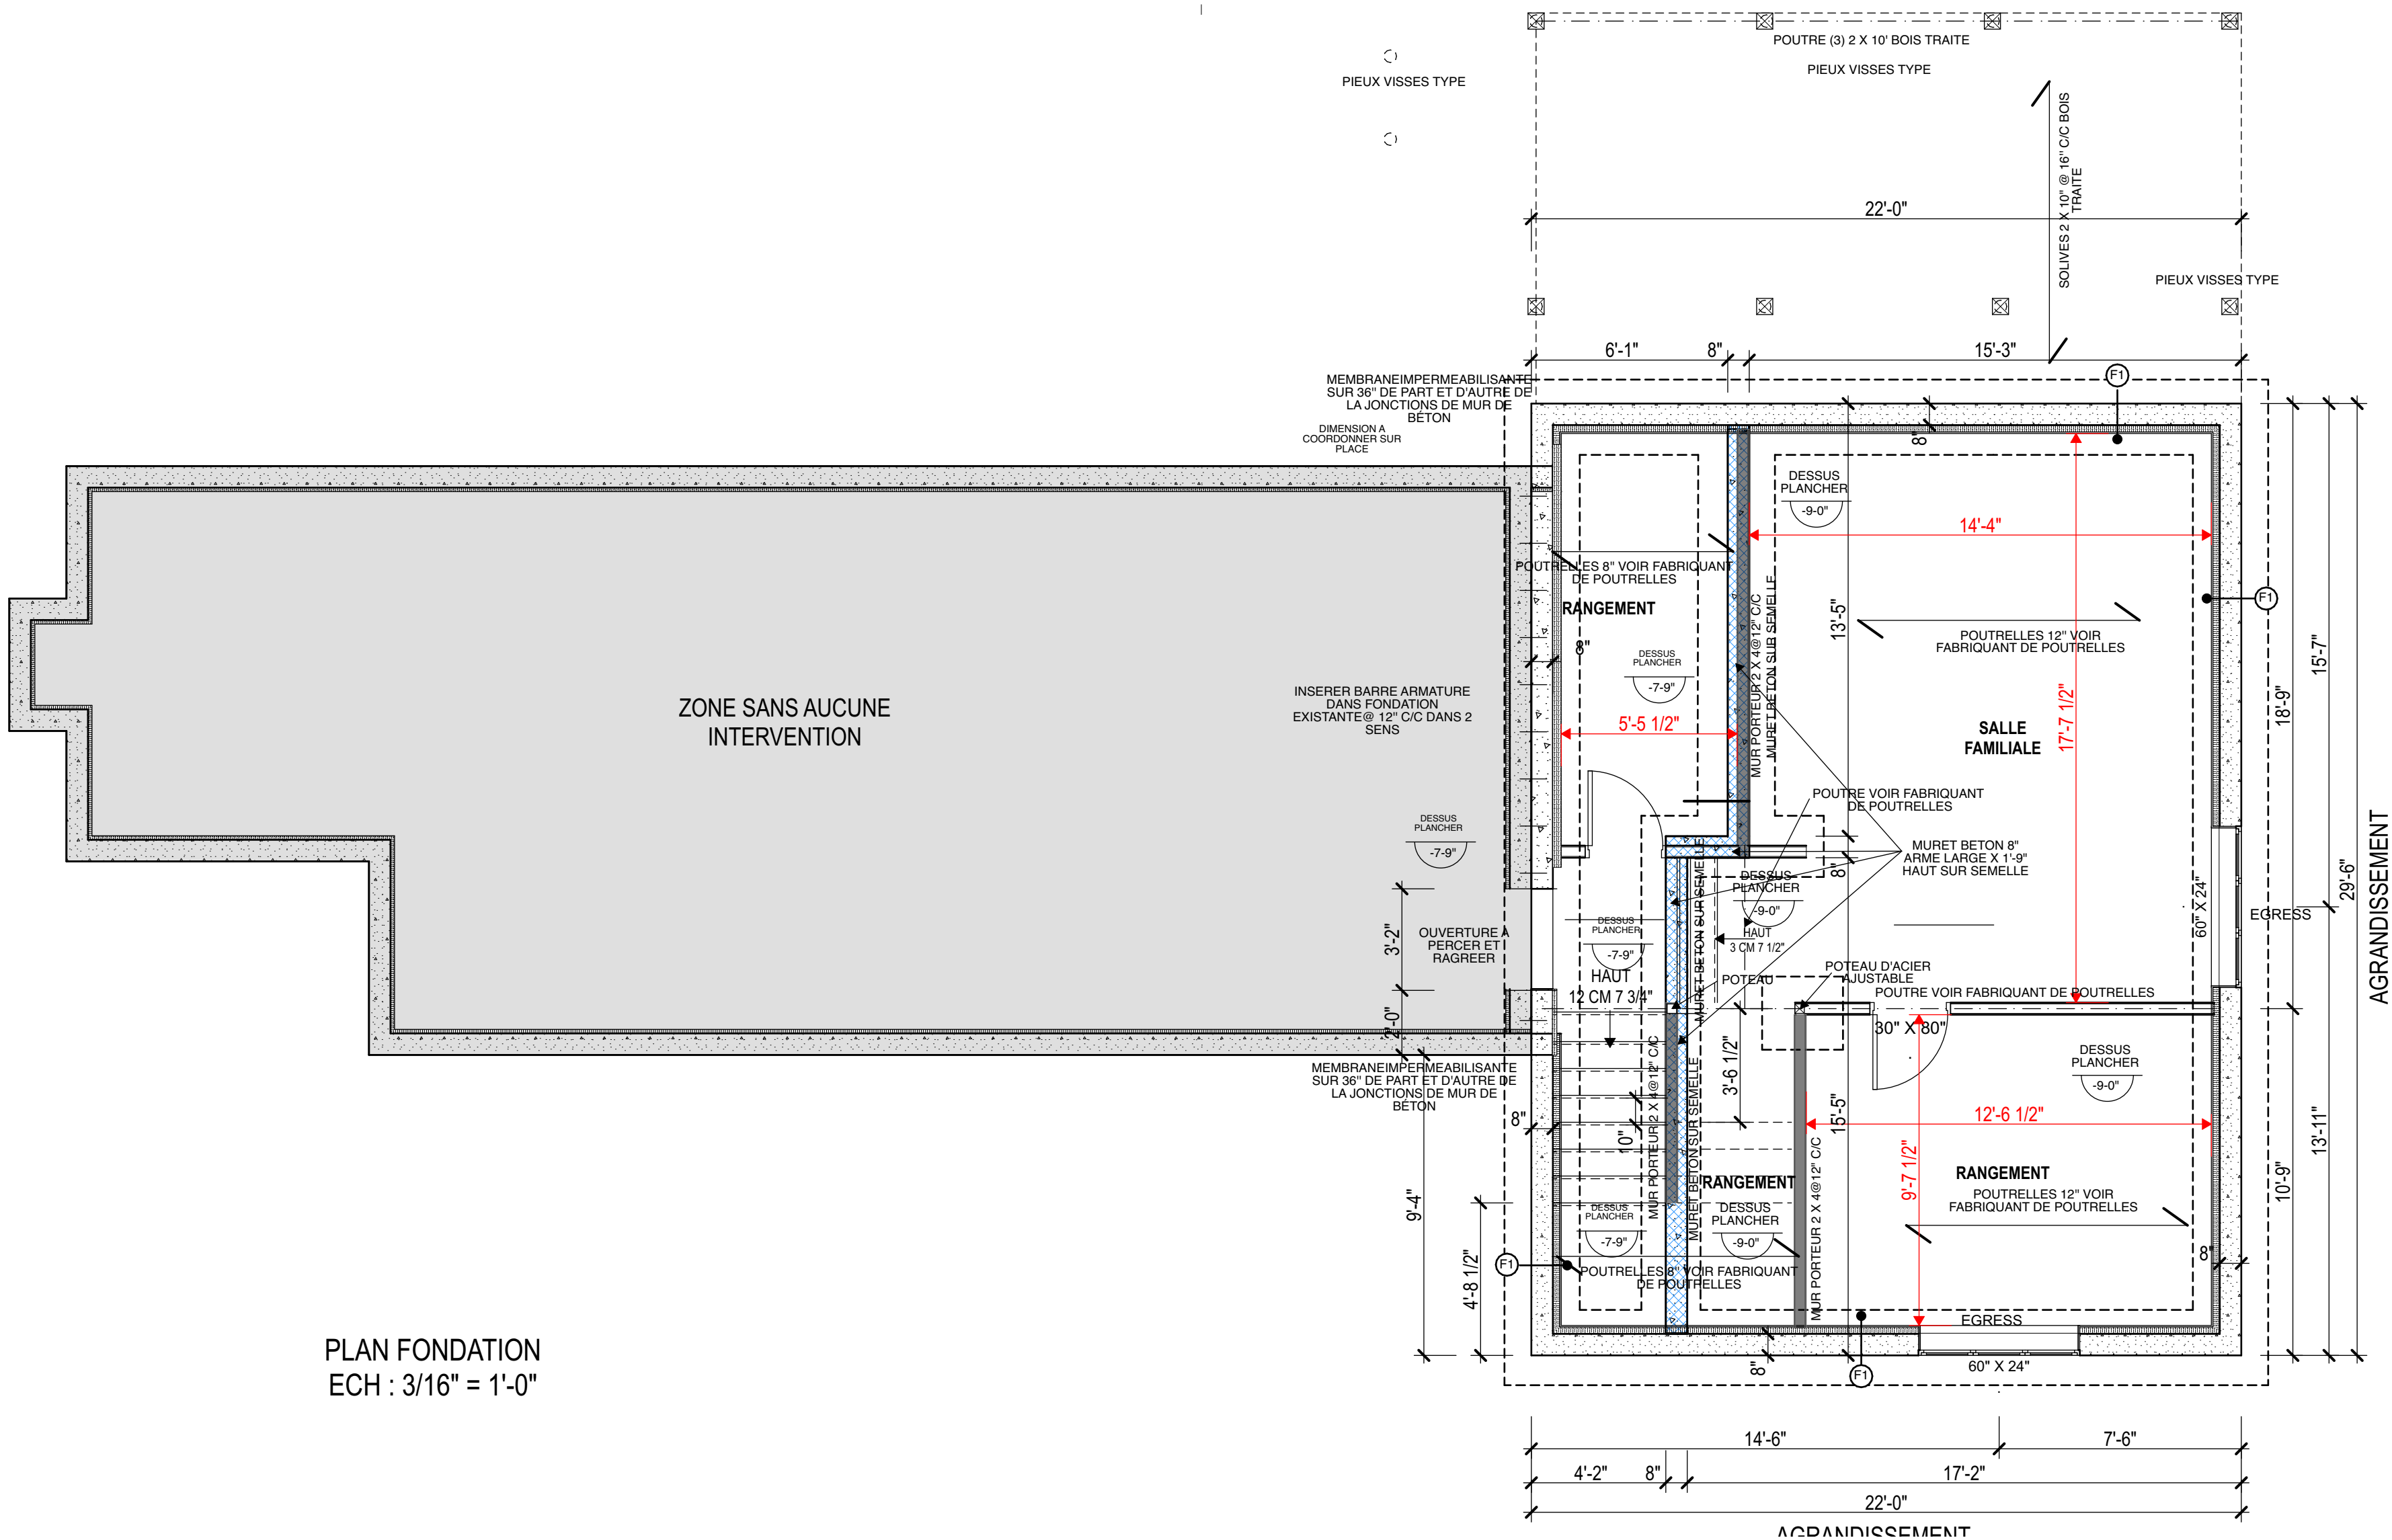 POUTRE (3) 2 X 10' BOIS TRAITE
PIEUX VISSES TYPE
PIEUX VISSES TYPE
SOLIVES 2 X 10" @ 16" C/C BOIS
TRAITE
22'-0"
PIEUX VISSES TYPE
6'-1"
8"
15'-3"
MEMBRANEIMPERMEABILISANTE
SUR 36" DE PART ET D'AUTRE DE
LA JONCTIONS DE MUR DE
BÉTON
F1
DIMENSION A
COORDONNER SUR
PLACE
8"
DESSUS
PLANCHER
-9-0"
14'-4"
POUTRELLES 8" VOIR FABRIQUANT
DE POUTRELLES
RANGEMENT
F1
MUR PORTEUR 2 X 4@12" C/C
MURET BETON SUR SEMELLE
13'-5"
POUTRELLES 12" VOIR
FABRIQUANT DE POUTRELLES
8"
DESSUS
PLANCHER
-7-9"
15'-7"
18'-9"
ZONE SANS AUCUNE
INTERVENTION
INSERER BARRE ARMATURE
DANS FONDATION
EXISTANTE@ 12" C/C DANS 2
SENS
5'-5 1/2"
SALLE
FAMILIALE
17'-7 1/2"
POUTRE VOIR FABRIQUANT
DE POUTRELLES
DESSUS
PLANCHER
-7-9"
MURET BETON 8"
ARME LARGE X 1'-9"
HAUT SUR SEMELLE
8"
DESSUS
PLANCHER
-9-0"
29'-6"
AGRANDISSEMENT
60" X 24"
EGRESS
3'-2"
OUVERTURE A
PERCER ET
RAGREER
DESSUS
PLANCHER
-7-9"
MURET BETON SUR SEMELLE
HAUT
3 CM 7 1/2"
HAUT
12 CM 7 3/4"
POTEAU
POTEAU D'ACIER
AJUSTABLE
POUTRE VOIR FABRIQUANT DE POUTRELLES
2'-0"
30" X 80"
MEMBRANEIMPERMEABILISANTE
SUR 36" DE PART ET D'AUTRE DE
LA JONCTIONS DE MUR DE
BÉTON
8"
10"
MUR PORTEUR 2 X 4@12" C/C
MURET BETON SUR SEMELLE
3'-6 1/2"
15'-5"
DESSUS
PLANCHER
-9-0"
12'-6 1/2"
13'-11"
9'-4"
RANGEMENT
9'-7 1/2"
RANGEMENT
POUTRELLES 12" VOIR
FABRIQUANT DE POUTRELLES
10'-9"
DESSUS
PLANCHER
-7-9"
DESSUS
PLANCHER
-9-0"
MUR PORTEUR 2 X 4@12" C/C
4'-8 1/2"
F1
POUTRELLES 8" VOIR FABRIQUANT
DE POUTRELLES
8"
EGRESS
8"
60" X 24"
F1
PLAN FONDATION
ECH : 3/16" = 1'-0"
14'-6"
7'-6"
4'-2"
8"
17'-2"
22'-0"
AGRANDISSEMENT